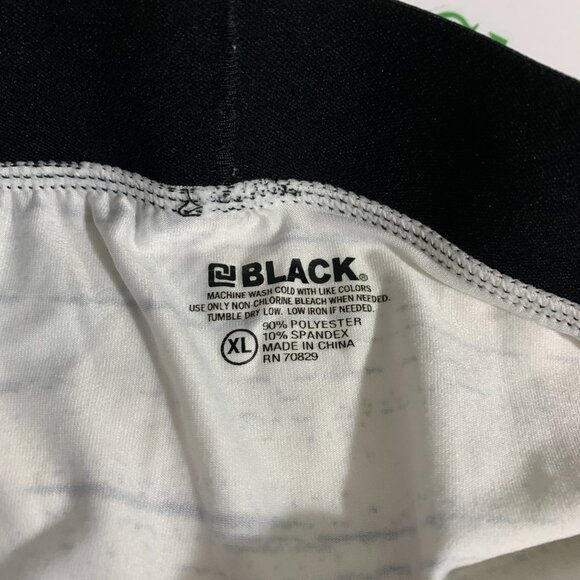 BLACK®
MACHINE WASH COLD WITH LIKE COLORS
USE ONLY NON-CHLORINE BLEACH WHEN NEEDED.
TUMBLE DRY LOW. LOW IRON IF NEEDED.
XL
90% POLYESTER
10% SPANDEX
MADE IN CHINA
RN 70829